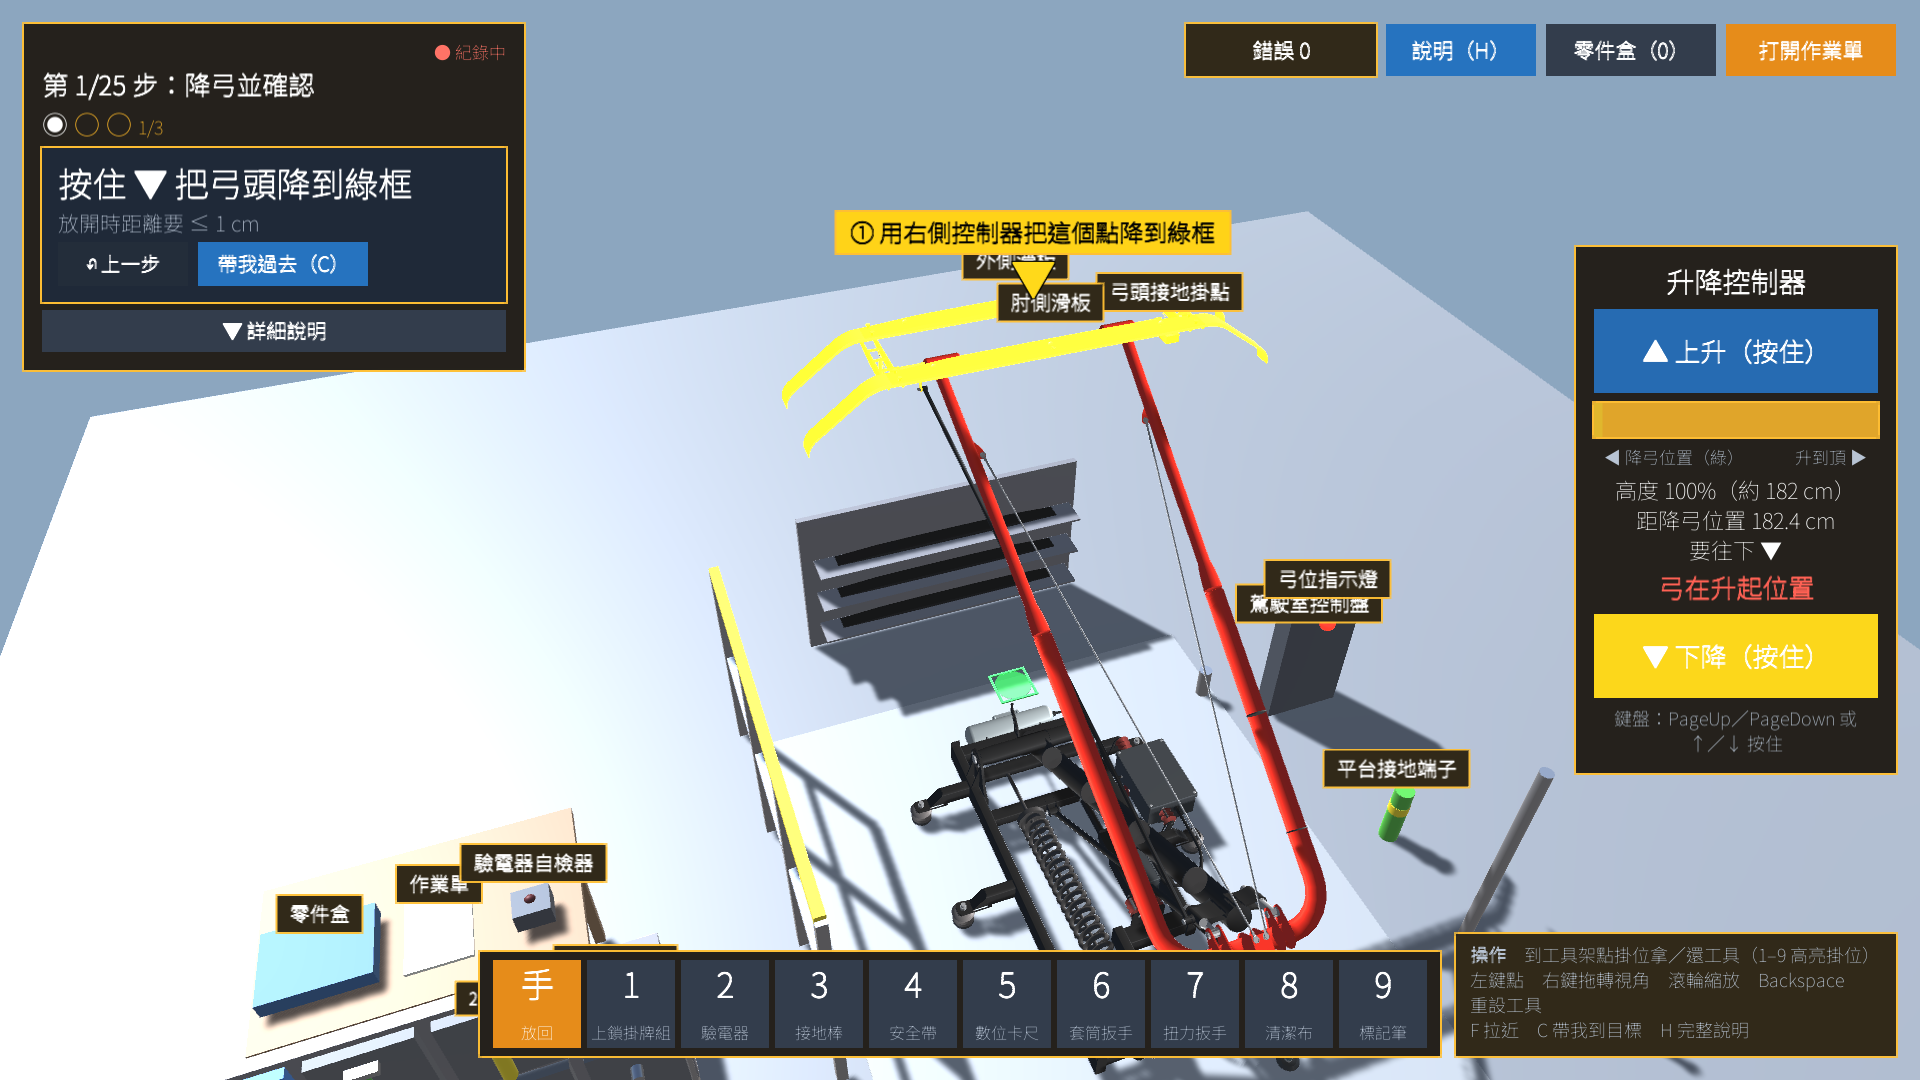 紀錄中
第 1/25 步：降弓並確認
1/3
按住 ▼ 把弓頭降到綠框
放開時距離要 ≤ 1 cm
↶ 上一步
帶我過去（C）
▼ 詳細說明
錯誤 0
說明（H）
零件盒（0）
打開作業單
① 用右側控制器把這個點降到綠框
肘側滑板
弓頭接地掛點
弓位指示燈
駕駛室控制盤
平台接地端子
驗電器自檢器
作業單
零件盒
升降控制器
▲ 上升（按住）
◀ 降弓位置（綠）
升到頂 ▶
高度 100%（約 182 cm）
距降弓位置 182.4 cm
要往下 ▼
弓在升起位置
▼ 下降（按住）
鍵盤：PageUp／PageDown 或
↑／↓ 按住
手
放回
1
上鎖掛牌組
2
驗電器
3
接地棒
4
安全帶
5
數位卡尺
6
套筒扳手
7
扭力扳手
8
清潔布
9
標記筆
操作 到工具架點掛位拿／還工具（1–9 高亮掛位）
左鍵點 右鍵拖轉視角 滾輪縮放 Backspace
重設工具
F 拉近 C 帶我到目標 H 完整說明